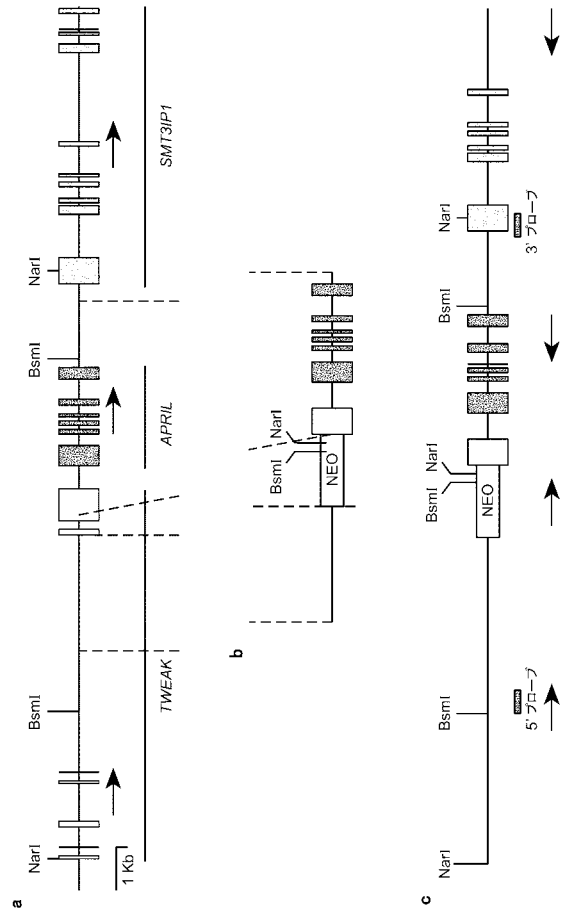 a
NarI
BsmI
BsmI
NarI
1 Kb
TWEAK
APRIL
SMT3IP1
b
BsmI
NarI
NEO
c
NarI
BsmI
BsmI
NarI
NEO
BsmI
NarI
5' プローブ
3' プローブ